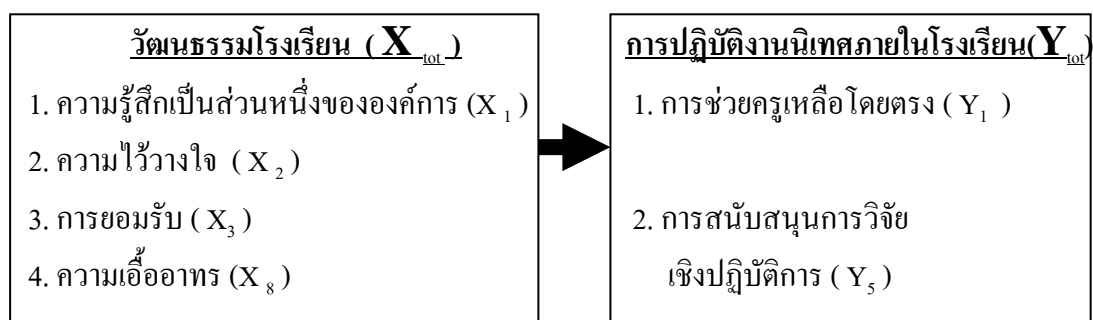 วัฒนธรรมโรงเรียน ( X tot )
1. ความรู้สึกเป็นส่วนหนึ่งขององค์การ (X 1 )
2. ความไว้วางใจ ( X 2 )
3. การยอมรับ ( X3 )
4. ความเอื้ออาทร (X 8 )
การปฏิบัติงานนิเทศภายในโรงเรียน(Y tot)
1. การช่วยครูเหลือโดยตรง ( Y1 )
2. การสนับสนุนการวิจัย
เชิงปฏิบัติการ ( Y5 )